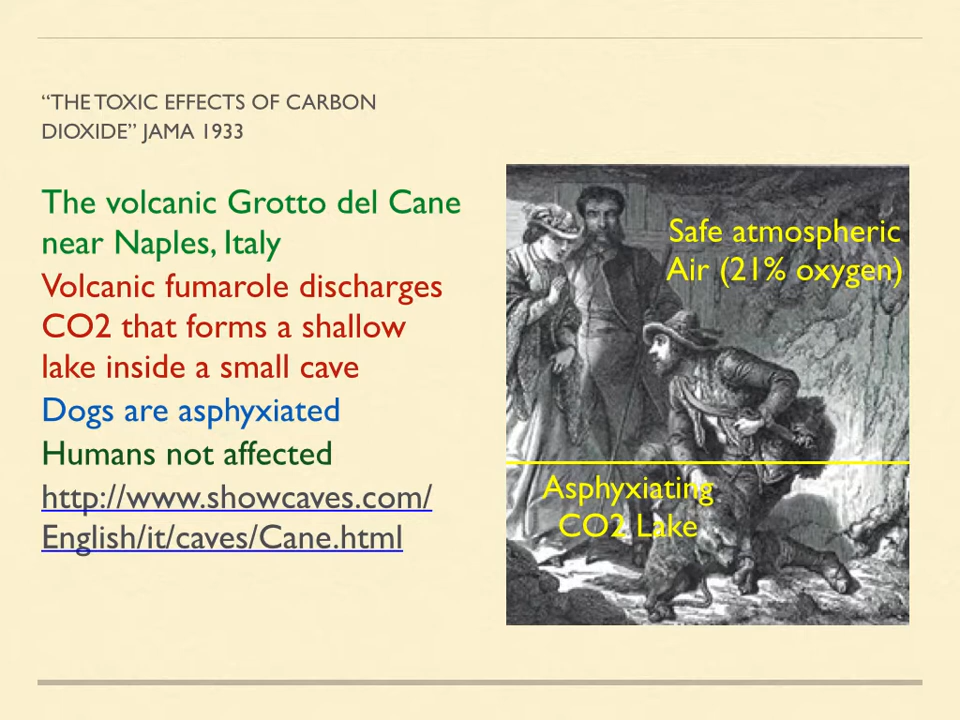 “THE TOXIC EFFECTS OF CARBON
DIOXIDE” JAMA 1933
The volcanic Grotto del Cane
near Naples, Italy
Volcanic fumarole discharges
CO2 that forms a shallow
lake inside a small cave
Dogs are asphyxiated
Humans not affected
http://www.showcaves.com/
English/it/caves/Cane.html
Safe atmospheric
Air (21% oxygen)
Asphyxiating
CO2 Lake